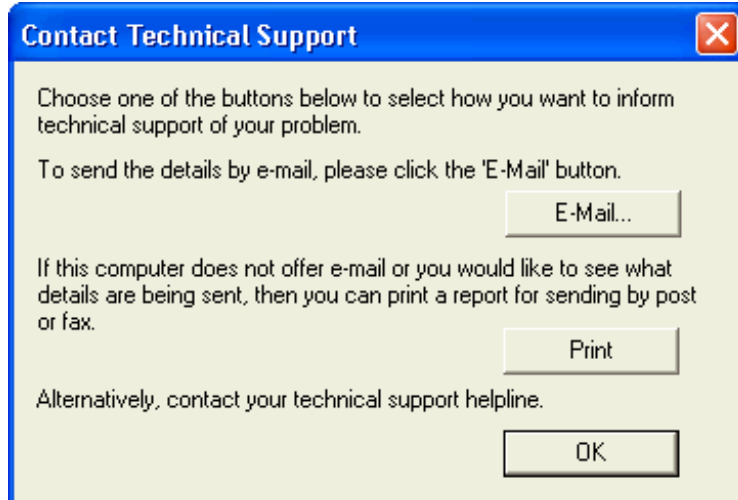 Contact Technical Support
Choose one of the buttons below to select how you want to inform
technical support of your problem.
To send the details by e-mail, please click the 'E-Mail' button.
E-Mail...
If this computer does not offer e-mail or you would like to see what
details are being sent, then you can print a report for sending by post
or fax.
Print
Alternatively, contact your technical support helpline.
OK